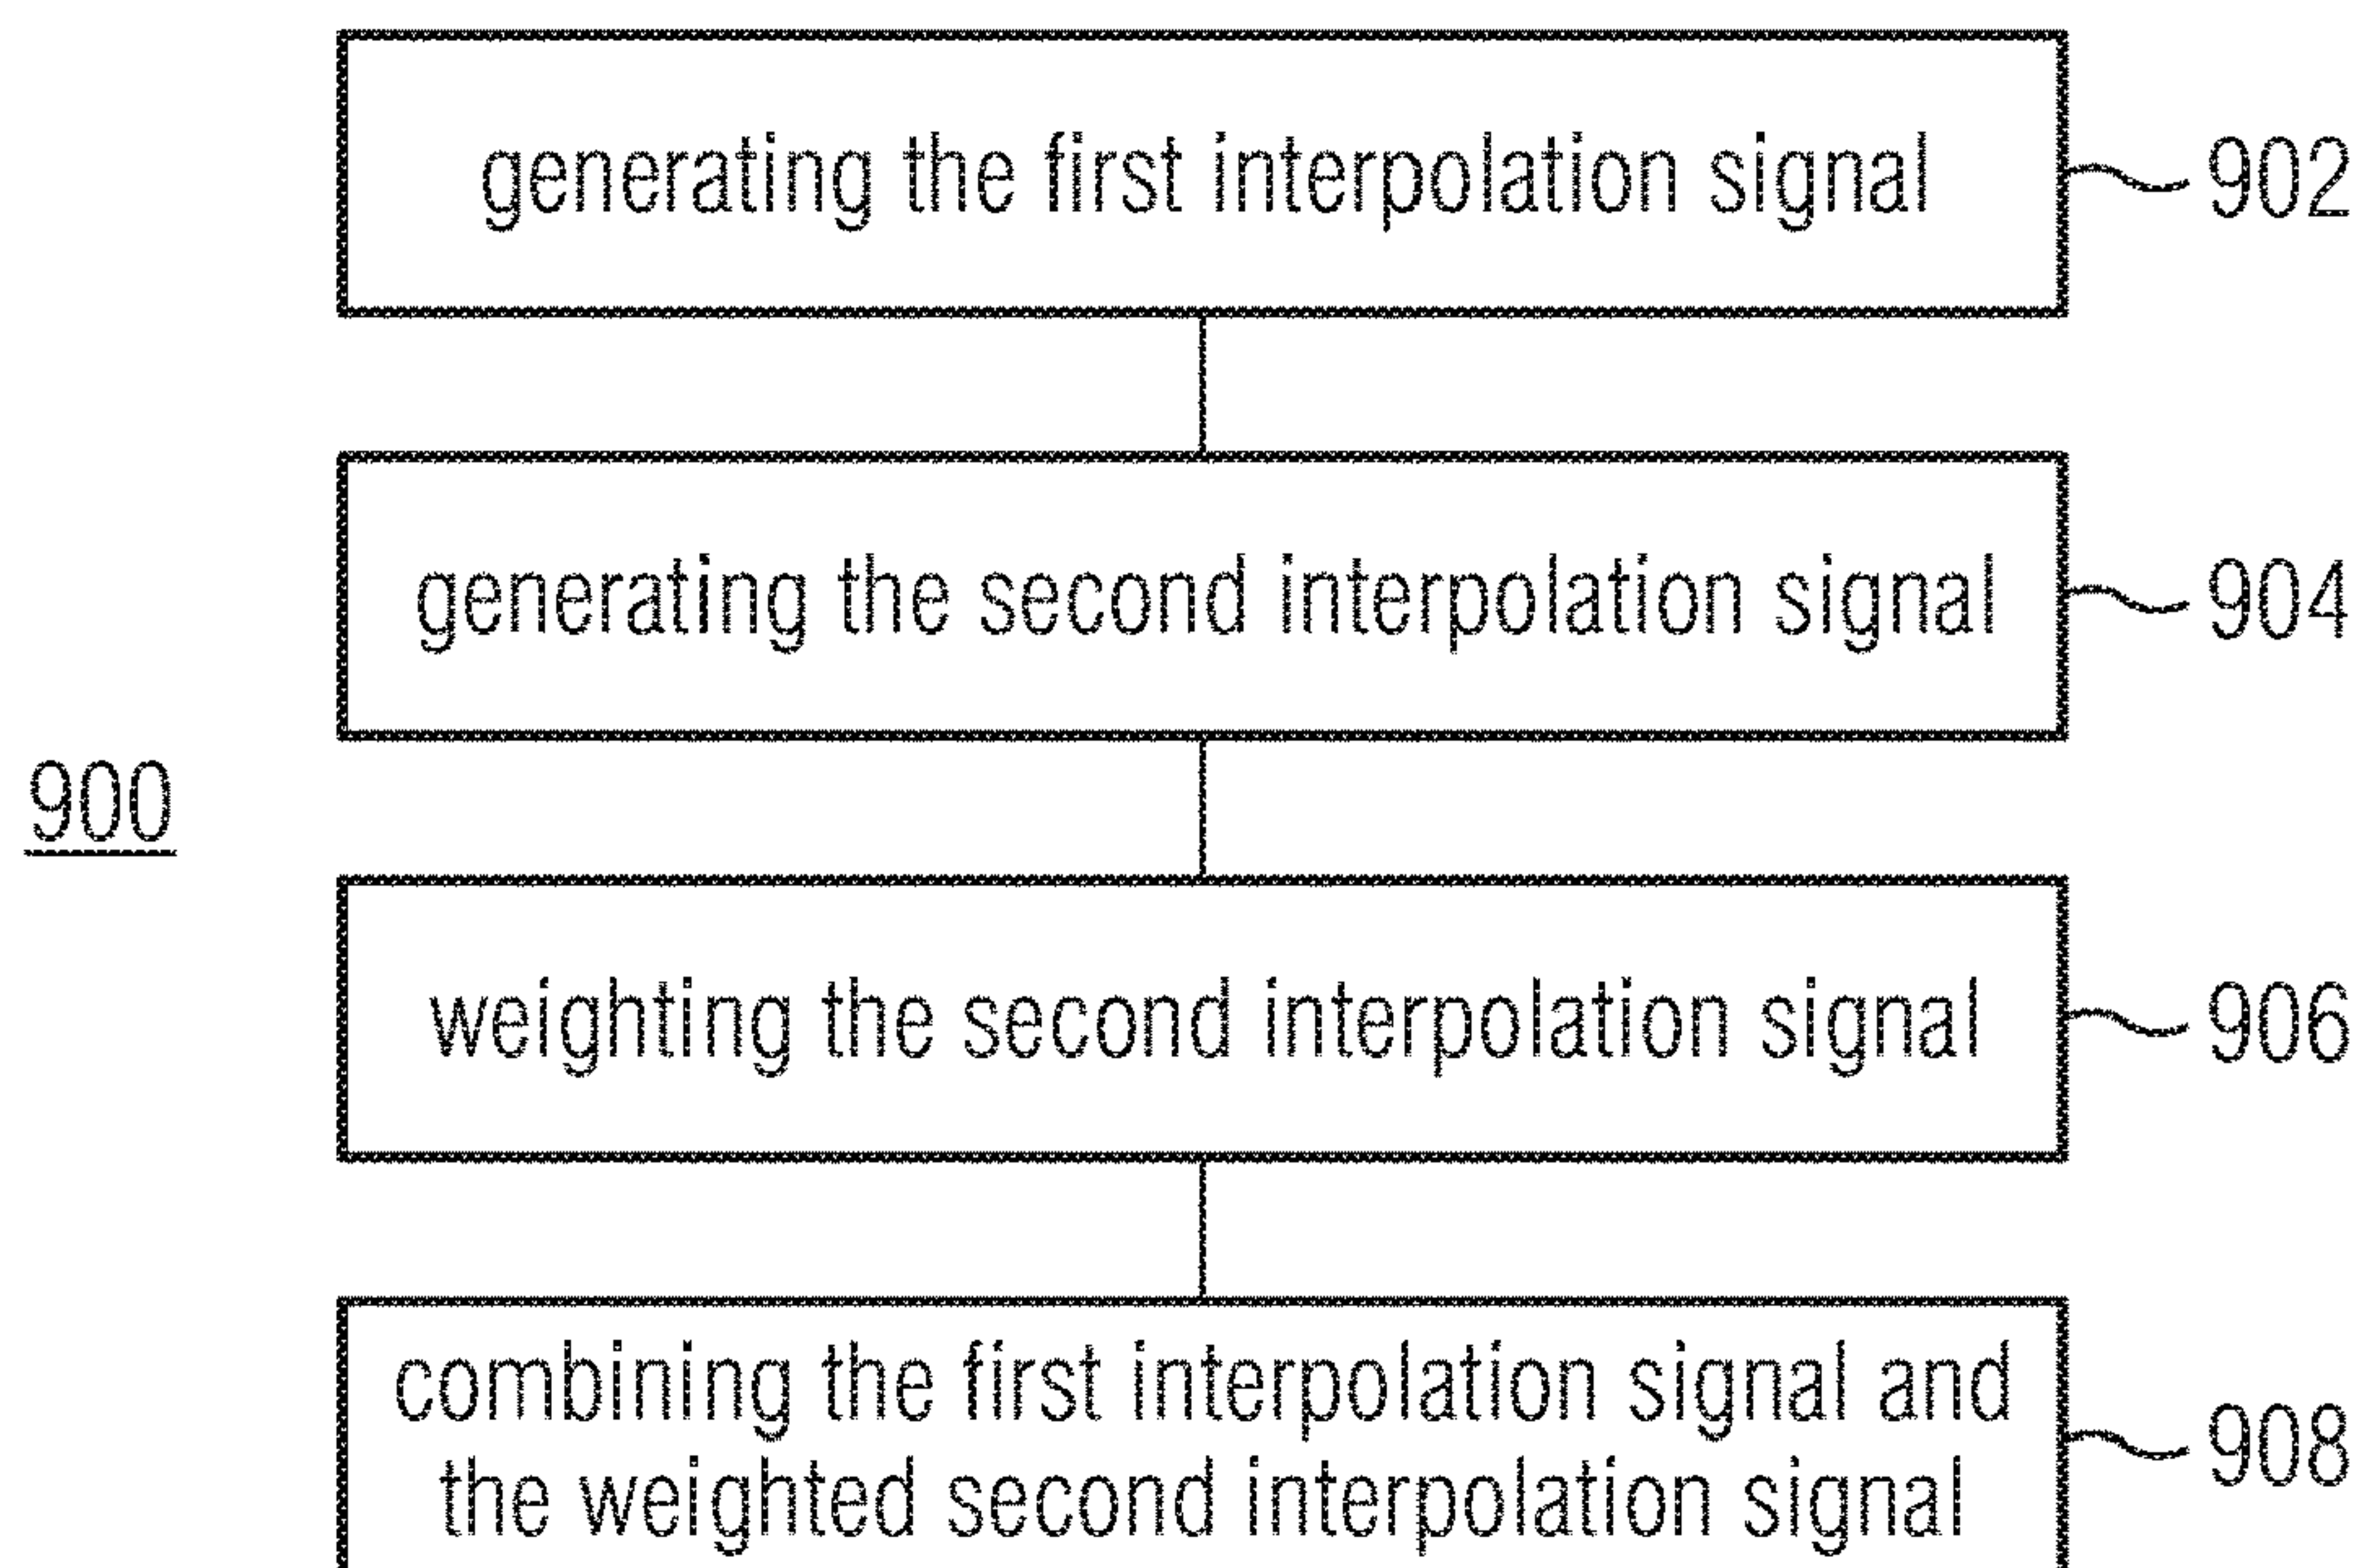 generating the first interpolation signal
902
generating the second interpolation signal
904
900
weighting the second interpolation signal
906
combining the first interpolation signal and
the weighted second interpolation signal
908